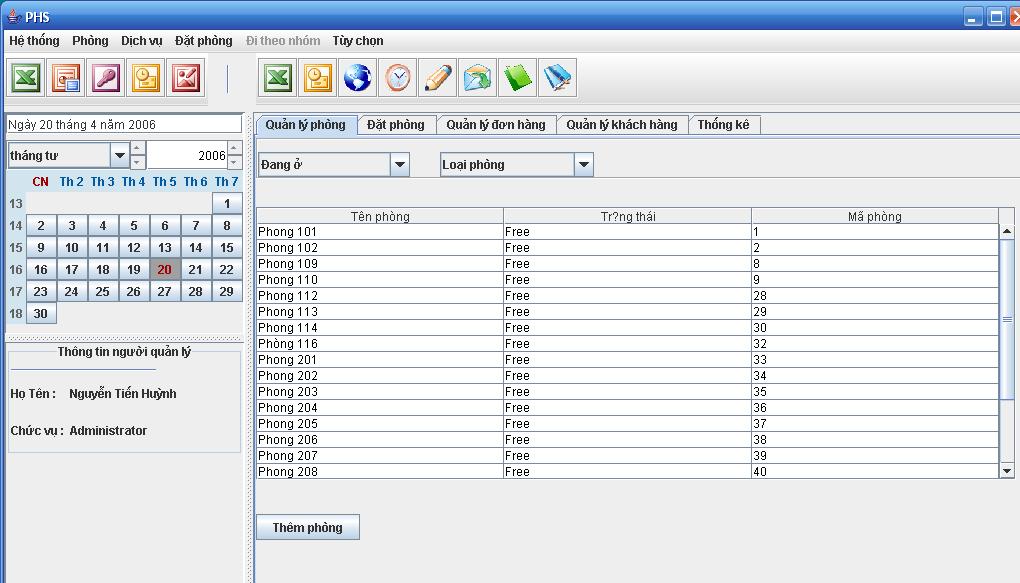 PHS
Hệ thống Phòng Dịch vụ Đặt phòng Đi theo nhóm Tùy chọn
Ngày 20 tháng 4 năm 2006
tháng tư 2006
CN Th 2 Th 3 Th 4 Th 5 Th 6 Th 7
13 1
14 2 3 4 5 6 7 8
15 9 10 11 12 13 14 15
16 16 17 18 19 20 21 22
17 23 24 25 26 27 28 29
18 30
Thông tin người quản lý
Họ Tên : Nguyễn Tiến Huỳnh
Chức vụ : Administrator
Quản lý phòng Đặt phòng Quản lý đơn hàng Quản lý khách hàng Thống kê
Đang ở Loại phòng
Tên phòng Tr?ng thái Mã phòng
Phong 101 Free 1
Phong 102 Free 2
Phong 109 Free 8
Phong 110 Free 9
Phong 112 Free 28
Phong 113 Free 29
Phong 114 Free 30
Phòng 116 Free 32
Phong 201 Free 33
Phong 202 Free 34
Phong 203 Free 35
Phong 204 Free 36
Phong 205 Free 37
Phong 206 Free 38
Phong 207 Free 39
Phong 208 Free 40
Thêm phòng